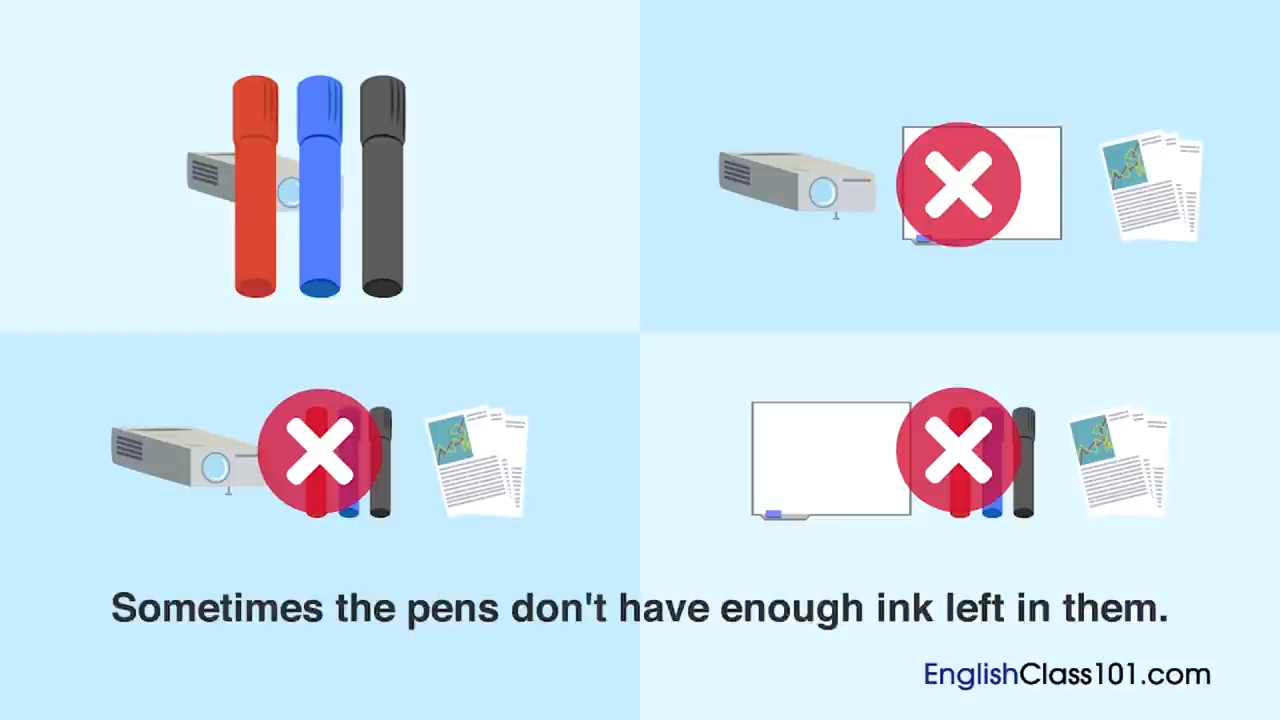 Sometimes the pens don't have enough ink left in them.
EnglishClass101.com